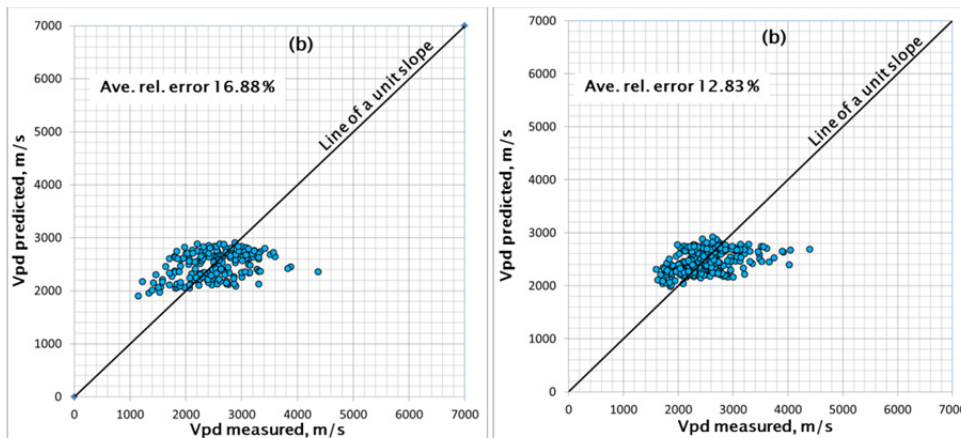 7000
6000
5000
4000
3000
2000
1000
0
Vpd predicted, m/s
(b)
Ave. rel. error 16.88%
Line of a unit slope
0 1000 2000 3000 4000 5000 6000 7000
Vpd measured, m/s
7000
6000
5000
4000
3000
2000
1000
0
Vpd predicted, m/s
(b)
Ave. rel. error 12.83%
Line of a unit slope
0 1000 2000 3000 4000 5000 6000 7000
Vpd measured, m/s